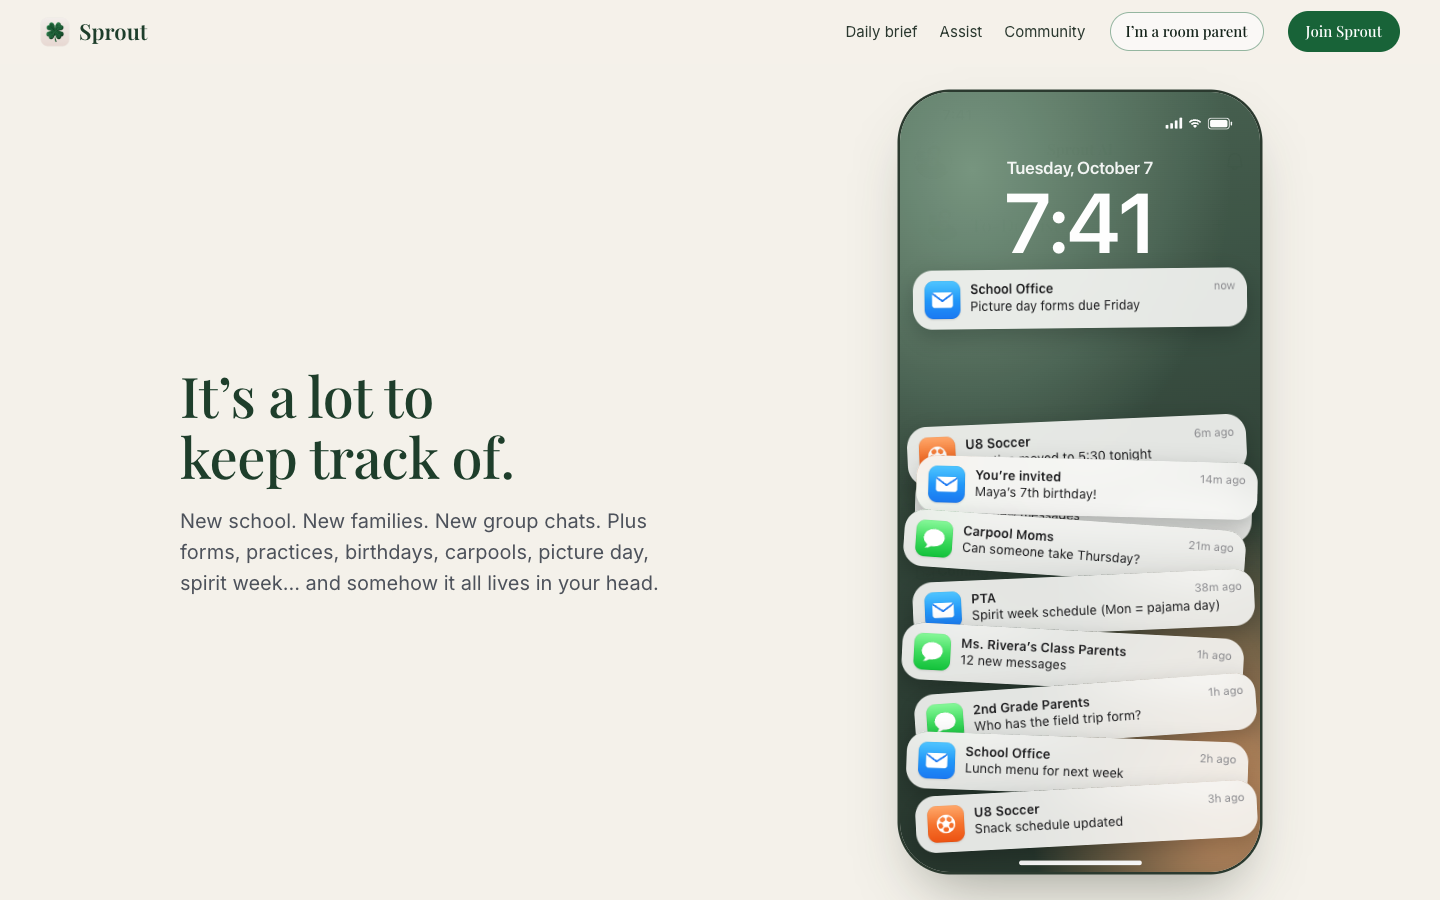 Sprout
Daily brief
Assist
Community
I'm a room parent
Join Sprout
It's a lot to
keep track of.
New school. New families. New group chats. Plus
forms, practices, birthdays, carpools, picture day,
spirit week... and somehow it all lives in your head.
Tuesday, October 7
7:41
School Office
now
Picture day forms due Friday
U8 Soccer
6m ago
moved to 5:30 tonight
You're invited
14m ago
Maya's 7th birthday!
messages
Carpool Moms
21m ago
Can someone take Thursday?
PTA
38m ago
Spirit week schedule (Mon = pajama day)
Ms. Rivera's Class Parents
1h ago
12 new messages
2nd Grade Parents
1h ago
Who has the field trip form?
School Office
2h ago
Lunch menu for next week
U8 Soccer
3h ago
Snack schedule updated